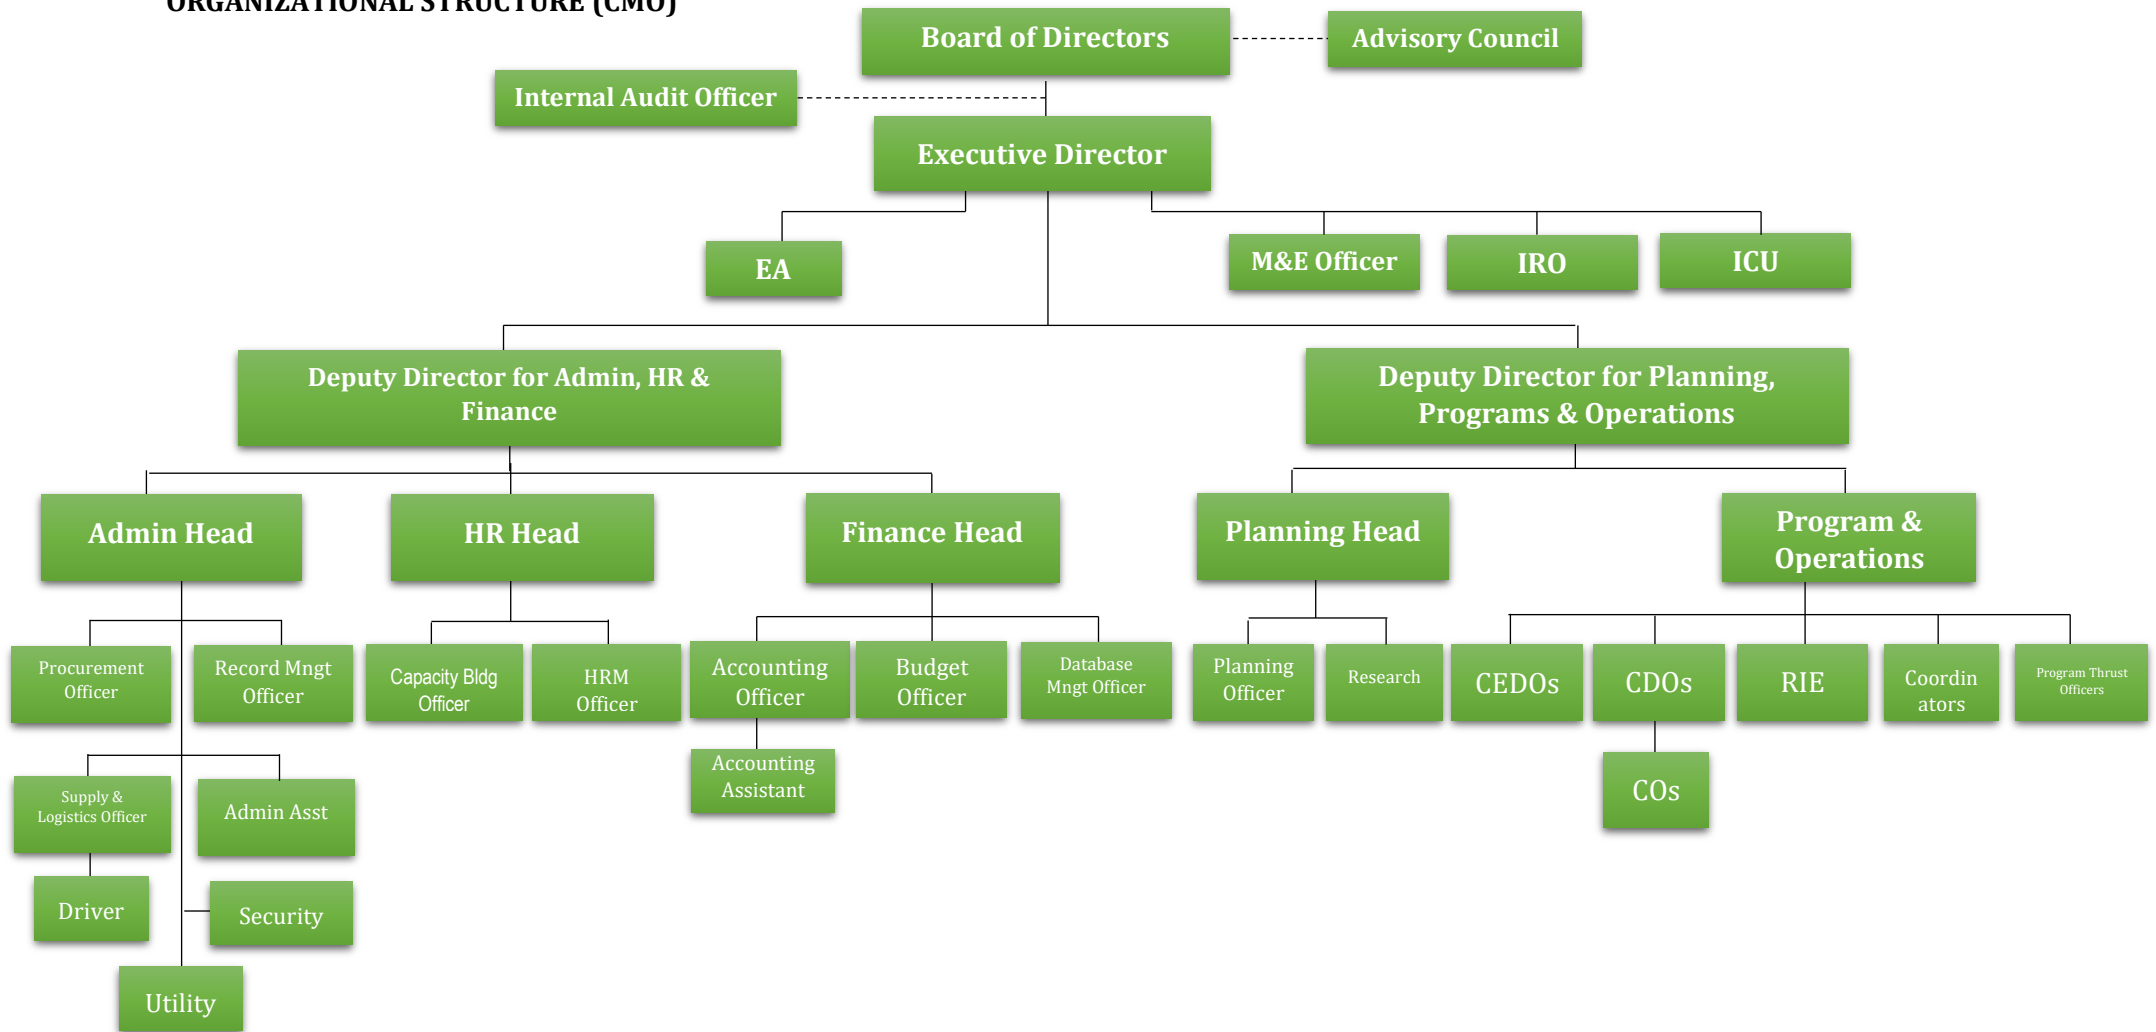 ORGANIZATIONAL STRUCTURE (CMO)
Board of Directors
Advisory Council
Internal Audit Officer
Executive Director
EA
M&E Officer
IRO
ICU
Deputy Director for Admin, HR &
Finance
Deputy Director for Planning,
Programs & Operations
Admin Head
HR Head
Finance Head
Planning Head
Program &
Operations
Procurement
Officer
Record Mngt
Officer
Capacity Bldg
Officer
HRM
Officer
Accounting
Officer
Budget
Officer
Database
Mngt Officer
Planning
Officer
Research
CEDOs
CDOs
RIE
Coordin
ators
Program Thrust
Officers
Accounting
Assistant
COs
Supply &
Logistics Officer
Admin Asst
Driver
Security
Utility